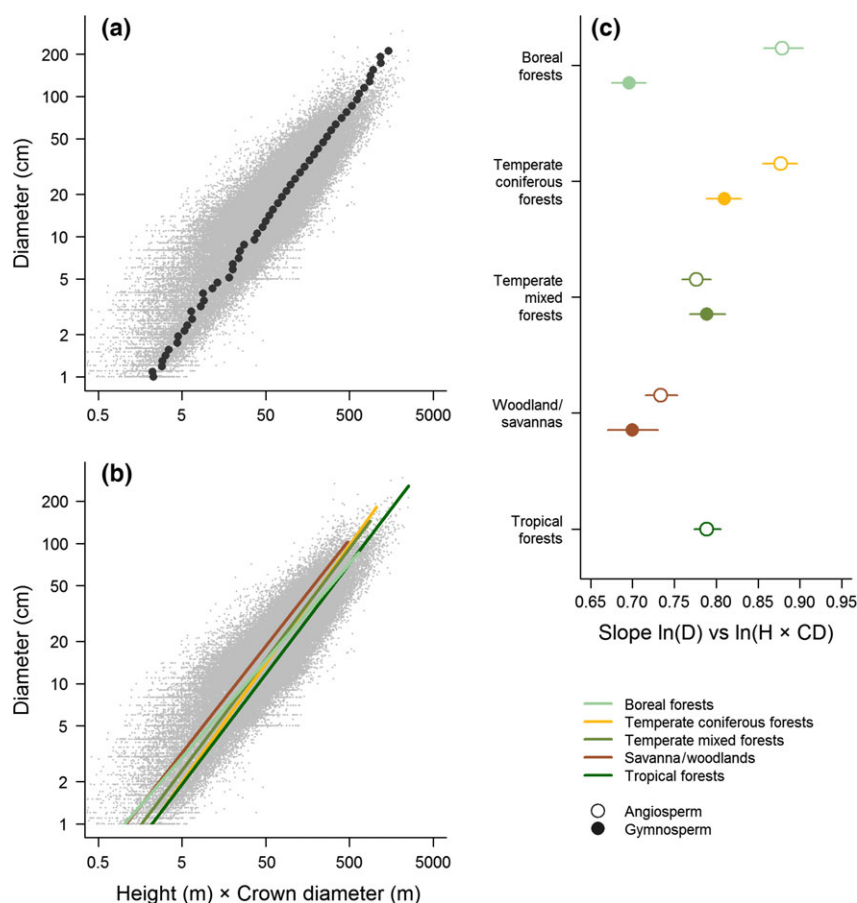 (a)
Diameter (cm)
200
100
50
20
10
5
2
1
0.5
5
50
500
5000
(b)
Diameter (cm)
200
100
50
20
10
5
2
1
0.5
5
50
500
5000
Height (m) × Crown diameter (m)
(c)
Boreal
forests
Temperate
coniferous
forests
Temperate
mixed
forests
Woodland/
savannas
Tropical
forests
0.65
0.70
0.75
0.80
0.85
0.90
0.95
Slope ln(D) vs ln(H × CD)
Boreal forests
Temperate coniferous forests
Temperate mixed forests
Savanna/woodlands
Tropical forests
Angiosperm
Gymnosperm